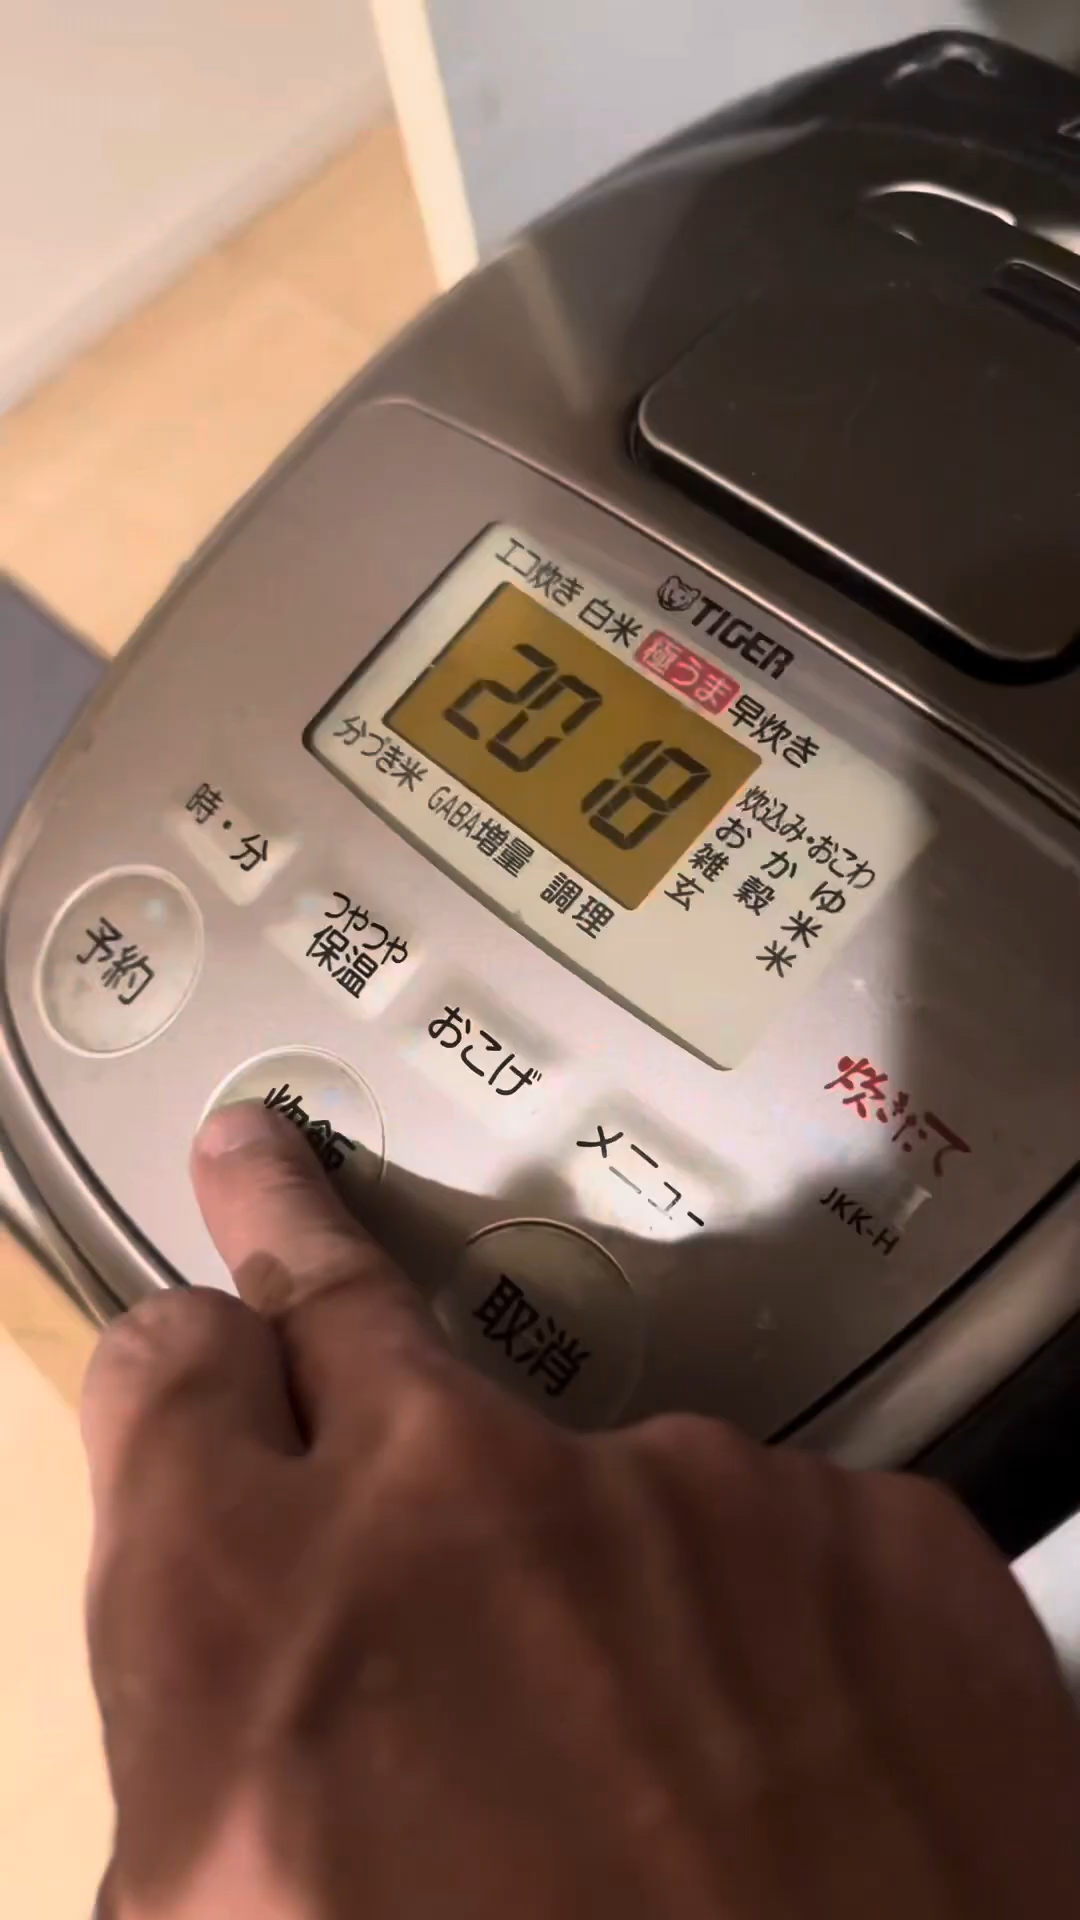 TIGER
エコ炊き 白米 極うま 早炊き
20 18
炊込み・おこわ
おかゆ
雑穀米
玄米
分づき米 GABA増量 調理
時・分
つやつや
保温
おこげ
メニュー
予約
炊飯
取消
炊きたて
JKK-H